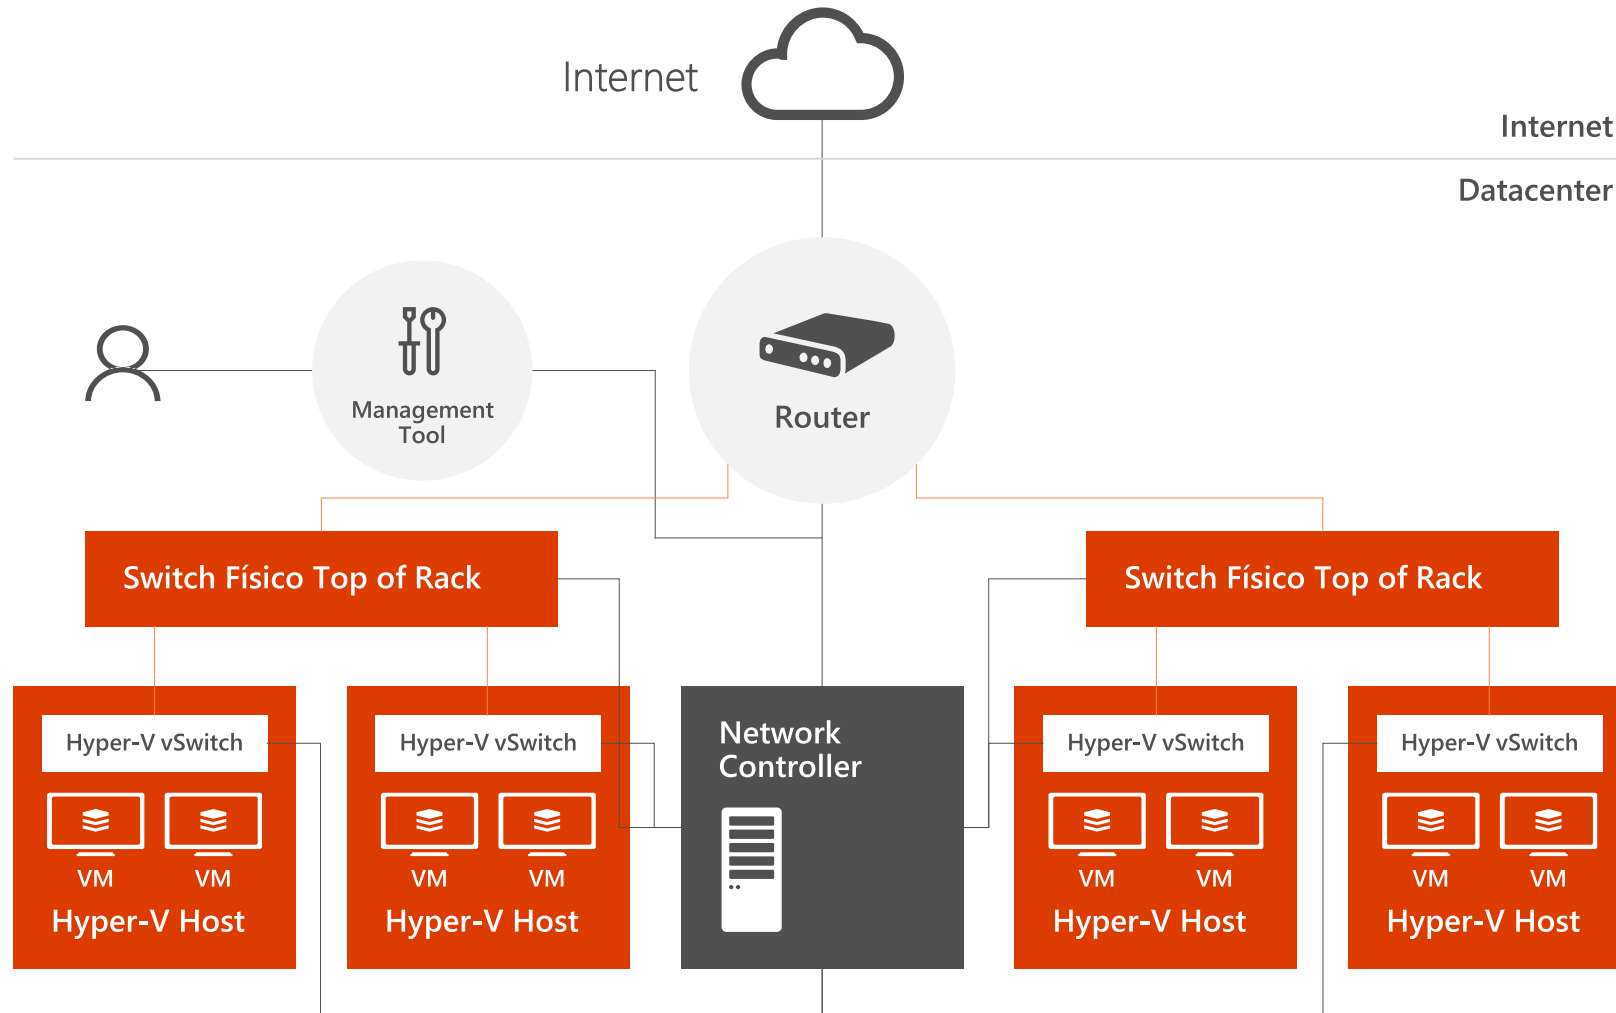 Internet
Internet
Datacenter
Management
Tool
Router
Switch Físico Top of Rack
Switch Físico Top of Rack
Hyper-V vSwitch
VM
VM
Hyper-V Host
Hyper-V vSwitch
VM
VM
Hyper-V Host
Network
Controller
Hyper-V vSwitch
VM
VM
Hyper-V Host
Hyper-V vSwitch
VM
VM
Hyper-V Host